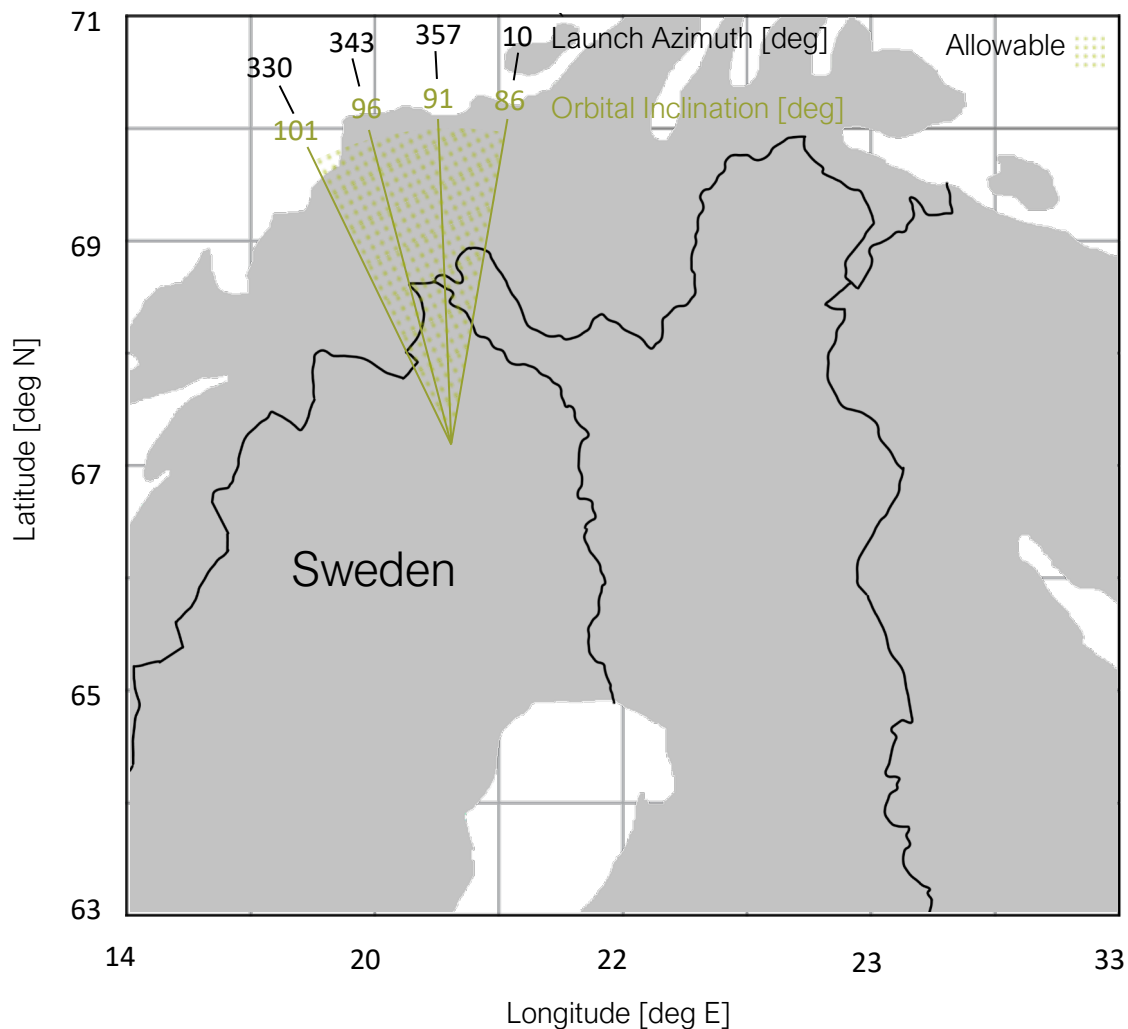 71
10 Launch Azimuth [deg]
357
343
330
Allowable
91
86 Orbital Inclination [deg]
96
101
69
67
65
63
Latitude [deg N]
Sweden
14
20
22
23
33
Longitude [deg E]